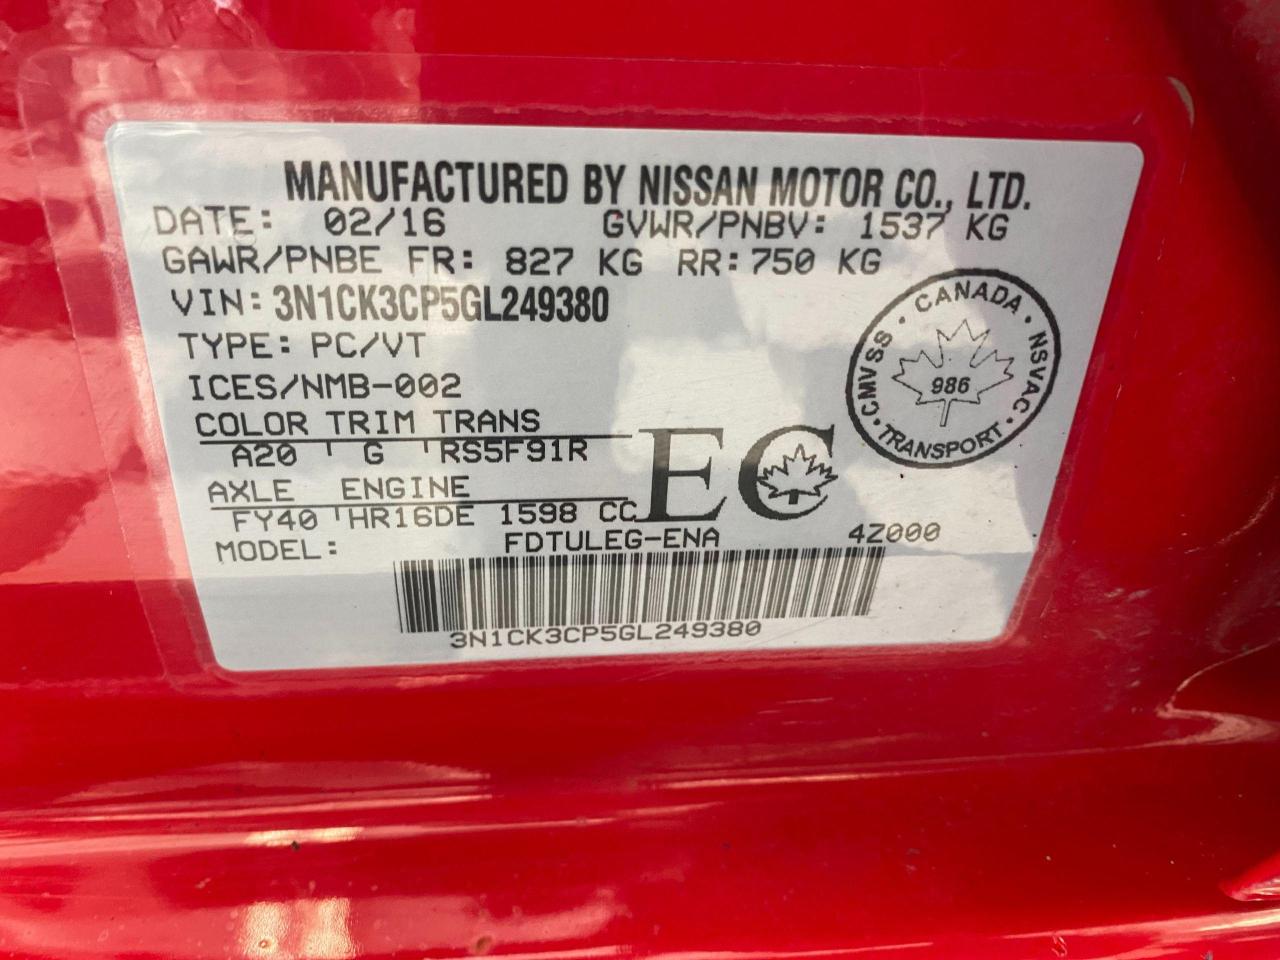 MANUFACTURED BY NISSAN MOTOR CO., LTD.
DATE: 02/16 GVWR/PNBV: 1537 KG
GAWR/PNBE FR: 827 KG RR: 750 KG
VIN: 3N1CK3CP5GL249380
TYPE: PC/VT
ICES/NMB-002
COLOR TRIM TRANS
A20 G RS5F91R
AXLE ENGINE
FY40 HR16DE 1598 CC
MODEL: FDTULEG-ENA 4Z000
3N1CK3CP5GL249380
EC
CMVSS · CANADA · NSVAC · TRANSPORT ·
986